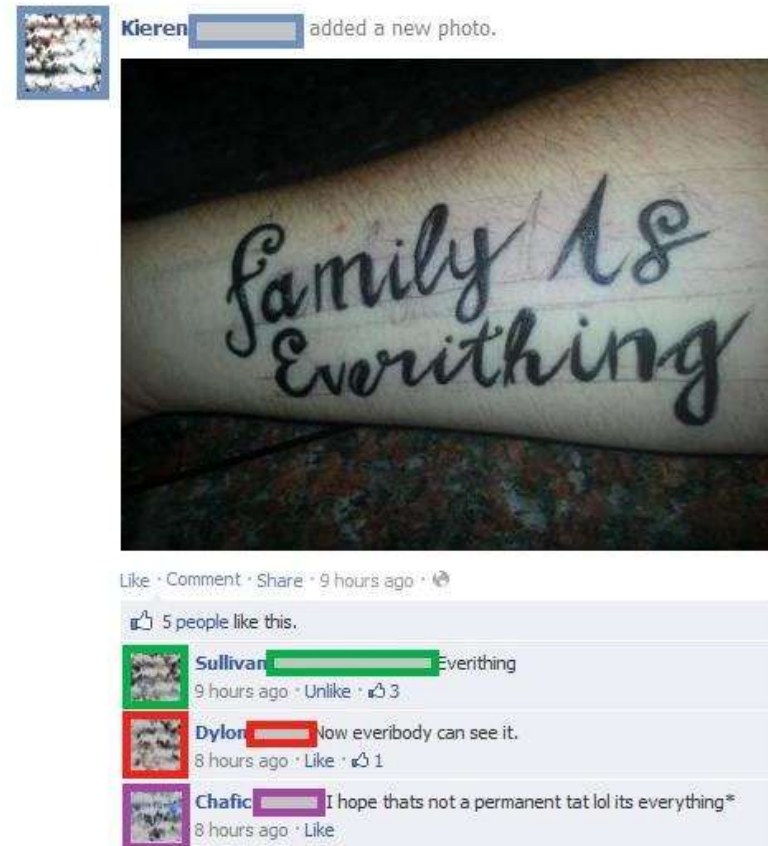 Kieren added a new photo.
family is
Everithing
Like · Comment · Share · 9 hours ago ·
5 people like this.
Sullivan Everithing
9 hours ago · Unlike · 3
Dylon Now everibody can see it.
8 hours ago · Like · 1
Chafic I hope thats not a permanent tat lol its everything*
8 hours ago · Like